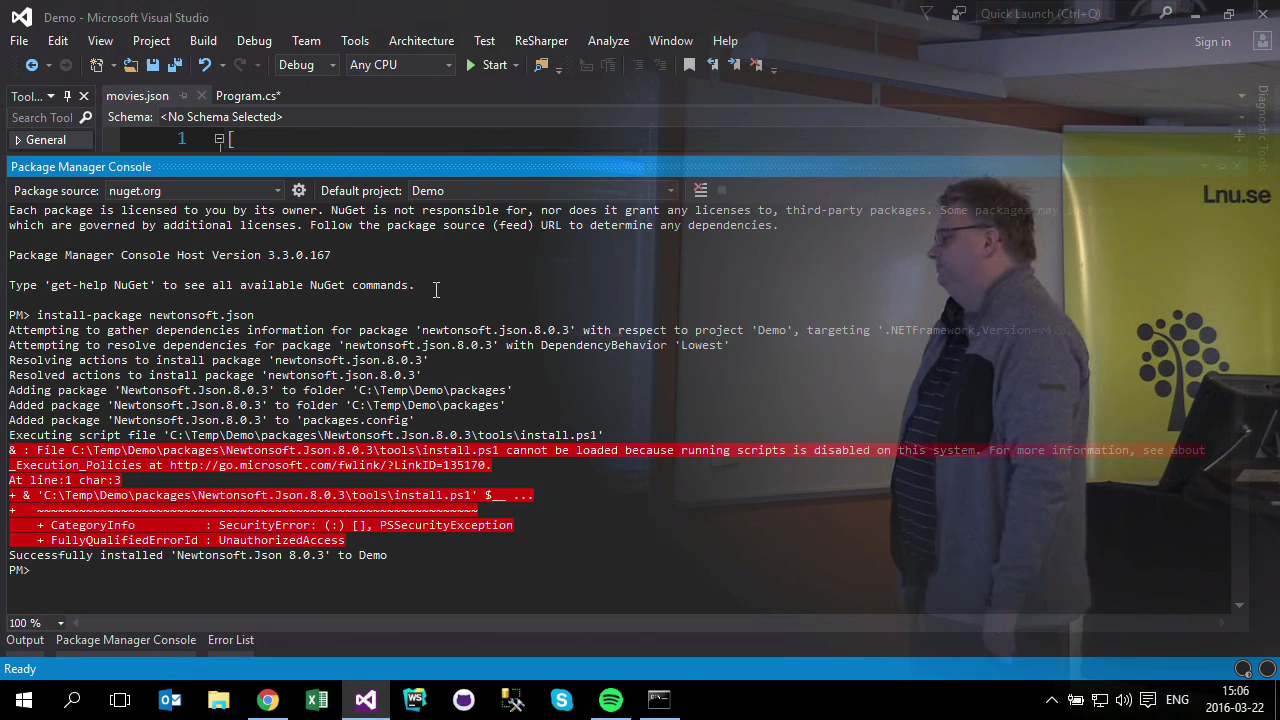 Demo - Microsoft Visual Studio
Quick Launch (Ctrl+Q)
File Edit View Project Build Debug Team Tools Architecture Test ReSharper Analyze Window Help
Sign in
Debug Any CPU Start
Tool... movies.json Program.cs*
Search Tool Schema: <No Schema Selected>
General 1 [
Diagnostic Tools
Package Manager Console
Package source: nuget.org Default project: Demo
Lnu.se
Each package is licensed to you by its owner. NuGet is not responsible for, nor does it grant any licenses to, third-party packages. Some packages may
which are governed by additional licenses. Follow the package source (feed) URL to determine any dependencies.
Package Manager Console Host Version 3.3.0.167
Type 'get-help NuGet' to see all available NuGet commands.
PM> install-package newtonsoft.json
Attempting to gather dependencies information for package 'newtonsoft.json.8.0.3' with respect to project 'Demo', targeting '.NETFramework,Version=
Attempting to resolve dependencies for package 'newtonsoft.json.8.0.3' with DependencyBehavior 'Lowest'
Resolving actions to install package 'newtonsoft.json.8.0.3'
Resolved actions to install package 'newtonsoft.json.8.0.3'
Adding package 'Newtonsoft.Json.8.0.3' to folder 'C:\Temp\Demo\packages'
Added package 'Newtonsoft.Json.8.0.3' to folder 'C:\Temp\Demo\packages'
Added package 'Newtonsoft.Json.8.0.3' to 'packages.config'
Executing script file 'C:\Temp\Demo\packages\Newtonsoft.Json.8.0.3\tools\install.ps1'
& : File C:\Temp\Demo\packages\Newtonsoft.Json.8.0.3\tools\install.ps1 cannot be loaded because running scripts is disabled on this system. For more information, see about
_Execution_Policies at http://go.microsoft.com/fwlink/?LinkID=135170.
At line:1 char:3
+ & 'C:\Temp\Demo\packages\Newtonsoft.Json.8.0.3\tools\install.ps1' $__ ...
+ ~~~~~~~~~~~~~~~~~~~~~~~~~~~~~~~~~~~~~~~~~~~~~~~~~~~~~~~~~~~~~~~
+ CategoryInfo : SecurityError: (:) [], PSSecurityException
+ FullyQualifiedErrorId : UnauthorizedAccess
Successfully installed 'Newtonsoft.Json 8.0.3' to Demo
PM>
100 %
Output Package Manager Console Error List
Ready
ENG 15:06
2016-03-22